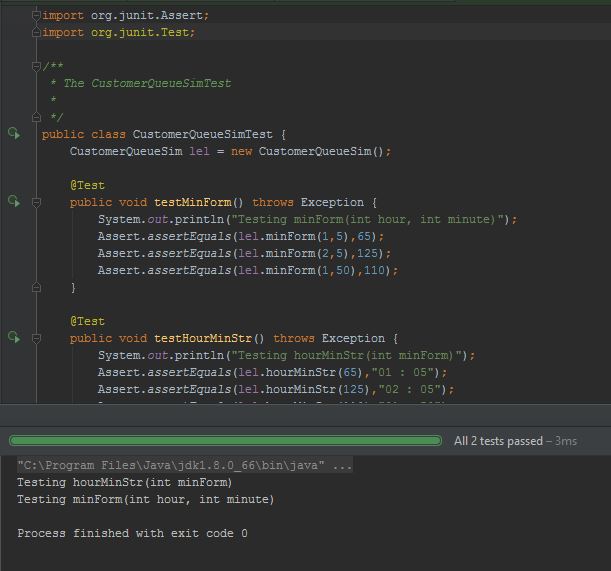 import org.junit.Assert;
import org.junit.Test;
/**
* The CustomerQueueSimTest
*
*/
public class CustomerQueueSimTest {
CustomerQueueSim lel = new CustomerQueueSim();
@Test
public void testMinForm() throws Exception {
System.out.println("Testing minForm(int hour, int minute)");
Assert.assertEquals(lel.minForm(1,5),65);
Assert.assertEquals(lel.minForm(2,5),125);
Assert.assertEquals(lel.minForm(1,50),110);
}
@Test
public void testHourMinStr() throws Exception {
System.out.println("Testing hourMinStr(int minForm)");
Assert.assertEquals(lel.hourMinStr(65),"01 : 05");
Assert.assertEquals(lel.hourMinStr(125),"02 : 05");
All 2 tests passed – 3ms
"C:\Program Files\Java\jdk1.8.0_66\bin\java" ...
Testing hourMinStr(int minForm)
Testing minForm(int hour, int minute)
Process finished with exit code 0